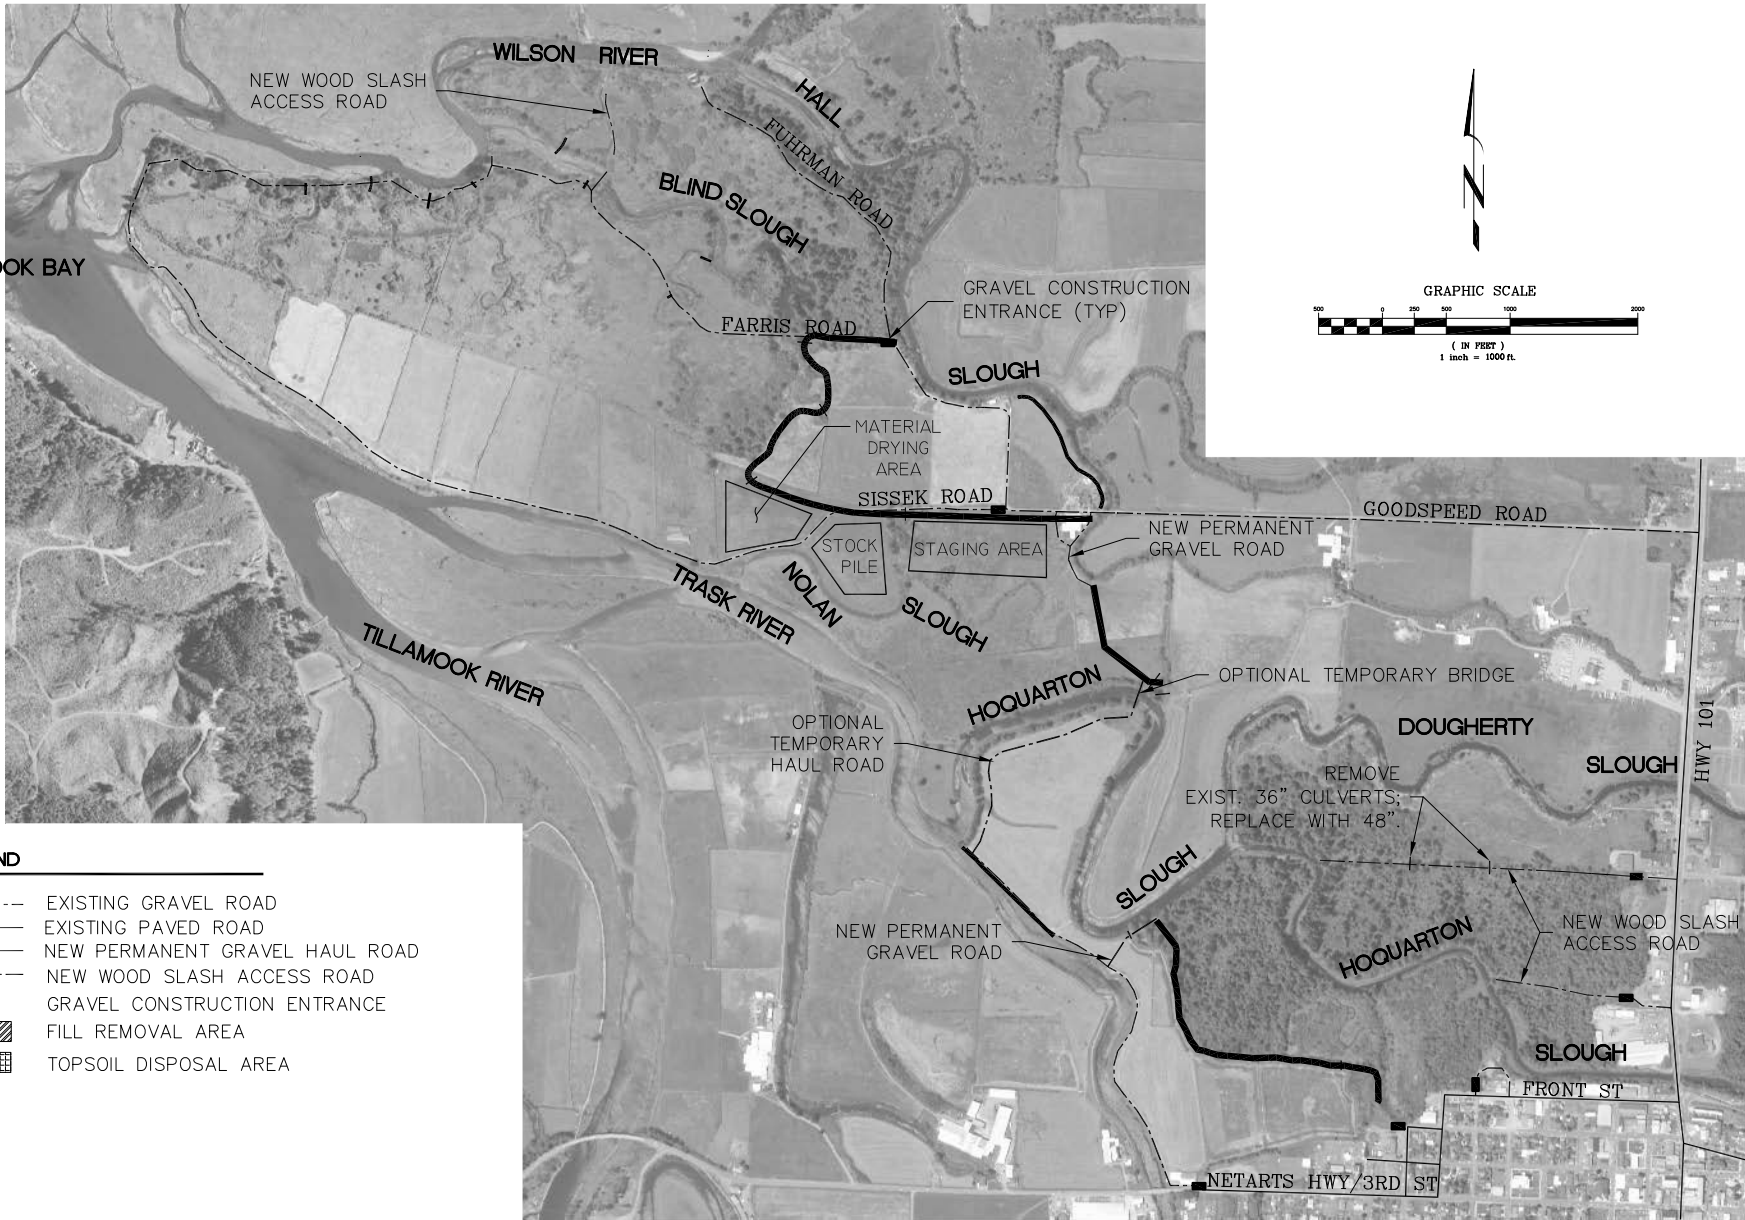 WILSON RIVER
NEW WOOD SLASH
ACCESS ROAD
HALL
FUHRMAN ROAD
BLIND SLOUGH
OOK BAY
GRAVEL CONSTRUCTION
ENTRANCE (TYP)
FARRIS ROAD
SLOUGH
GRAPHIC SCALE
500 0 250 500 1000 2000
( IN FEET )
1 inch = 1000 ft.
N
MATERIAL
DRYING
AREA
SISSEK ROAD
GOODSPEED ROAD
NEW PERMANENT
GRAVEL ROAD
STOCK
PILE
STAGING AREA
NOLAN
SLOUGH
TRASK RIVER
TILLAMOOK RIVER
HOQUARTON
OPTIONAL TEMPORARY BRIDGE
OPTIONAL
TEMPORARY
HAUL ROAD
DOUGHERTY
SLOUGH
HWY 101
REMOVE
EXIST. 36" CULVERTS;
REPLACE WITH 48".
SLOUGH
NEW PERMANENT
GRAVEL ROAD
HOQUARTON
NEW WOOD SLASH
ACCESS ROAD
SLOUGH
FRONT ST
NETARTS HWY/3RD ST
ND
EXISTING GRAVEL ROAD
EXISTING PAVED ROAD
NEW PERMANENT GRAVEL HAUL ROAD
NEW WOOD SLASH ACCESS ROAD
GRAVEL CONSTRUCTION ENTRANCE
FILL REMOVAL AREA
TOPSOIL DISPOSAL AREA